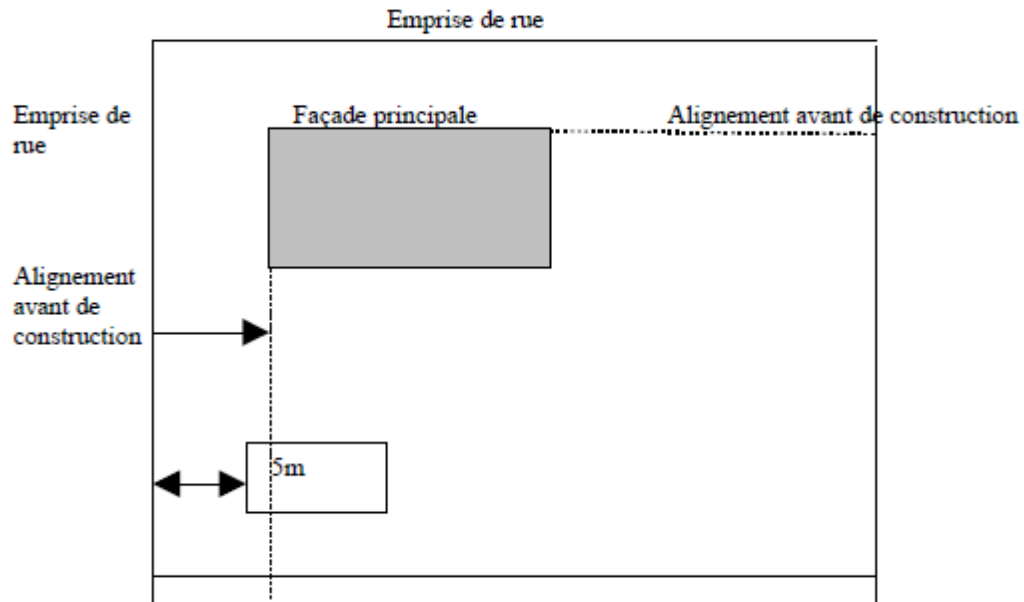 Emprise de rue
Emprise de
rue
Façade principale
Alignement avant de construction
Alignement
avant de
construction
5m